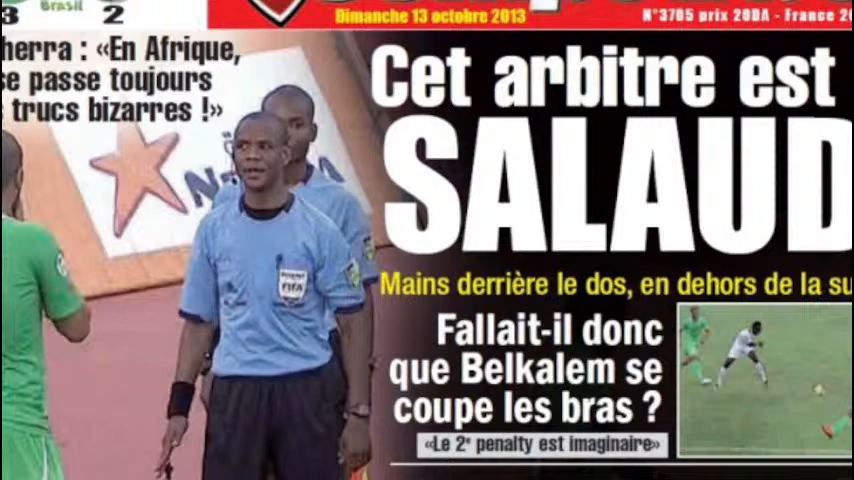 Brasil
3 2
Dimanche 13 octobre 2013
N°3705 prix 20DA - France
herra : «En Afrique,
se passe toujours
trucs bizarres !»
Cet arbitre est
SALAUD
Mains derrière le dos, en dehors de la su
Fallait-il donc
que Belkalem se
coupe les bras ?
«Le 2e penalty est imaginaire»
FIFA